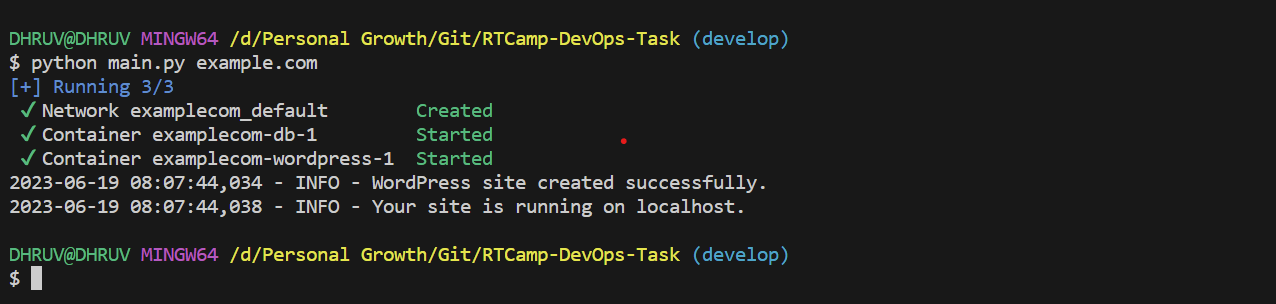 DHRUV@DHRUV MINGW64 /d/Personal Growth/Git/RTCamp-DevOps-Task (develop)
$ python main.py example.com
[+] Running 3/3
✔ Network examplecom_default Created
✔ Container examplecom-db-1 Started
✔ Container examplecom-wordpress-1 Started
2023-06-19 08:07:44,034 - INFO - WordPress site created successfully.
2023-06-19 08:07:44,038 - INFO - Your site is running on localhost.
DHRUV@DHRUV MINGW64 /d/Personal Growth/Git/RTCamp-DevOps-Task (develop)
$